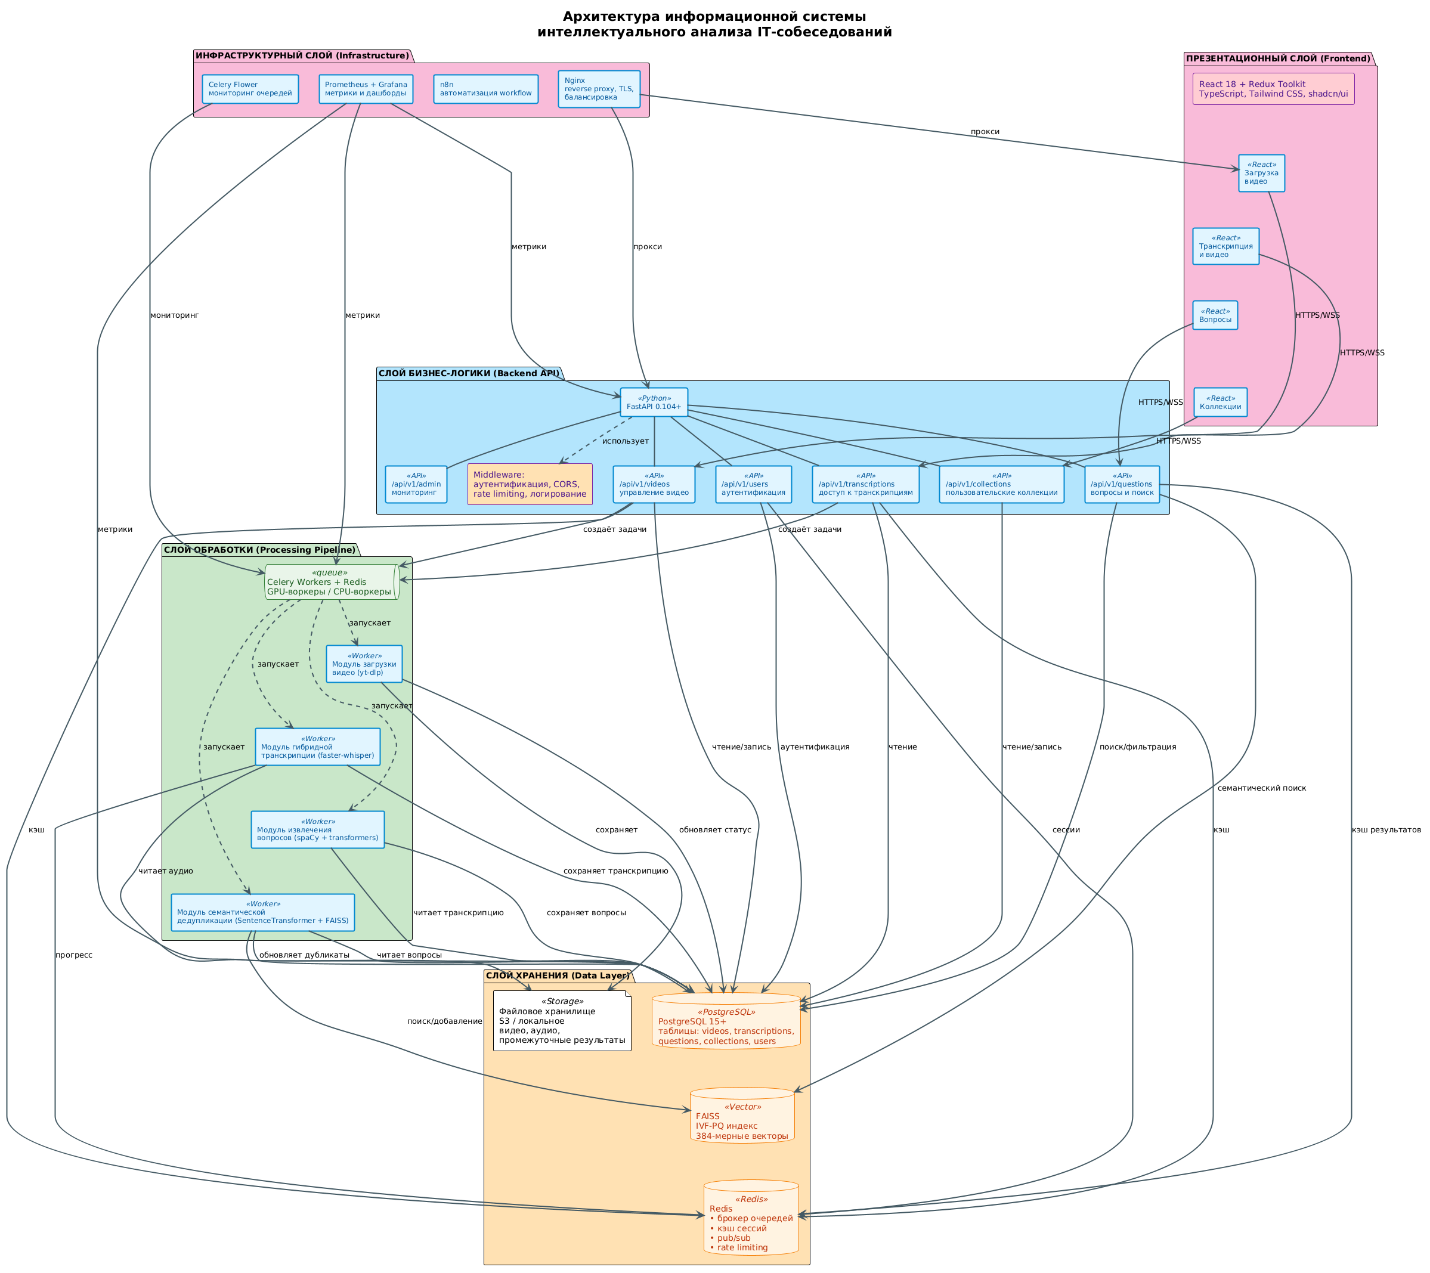 Архитектура информационной системы
интеллектуального анализа IT-собеседований
ИНФРАСТРУКТУРНЫЙ СЛОЙ (Infrastructure)
Celery Flower
мониторинг очередей
Prometheus + Grafana
метрики и дашборды
n8n
автоматизация workflow
Nginx
reverse proxy, TLS,
балансировка
ПРЕЗЕНТАЦИОННЫЙ СЛОЙ (Frontend)
React 18 + Redux Toolkit
TypeScript, Tailwind CSS, shadcn/ui
«React»
Загрузка
видео
«React»
Транскрипция
и видео
«React»
Вопросы
«React»
Коллекции
прокси
метрики
прокси
мониторинг
метрики
HTTPS/WSS
HTTPS/WSS
HTTPS/WSS
HTTPS/WSS
СЛОЙ БИЗНЕС-ЛОГИКИ (Backend API)
«Python»
FastAPI 0.104+
использует
«API»
/api/v1/admin
мониторинг
Middleware:
аутентификация, CORS,
rate limiting, логирование
«API»
/api/v1/videos
управление видео
«API»
/api/v1/users
аутентификация
«API»
/api/v1/transcriptions
доступ к транскрипциям
«API»
/api/v1/collections
пользовательские коллекции
«API»
/api/v1/questions
вопросы и поиск
метрики
создаёт задачи
создаёт задачи
СЛОЙ ОБРАБОТКИ (Processing Pipeline)
«queue»
Celery Workers + Redis
GPU-воркеры / CPU-воркеры
запускает
запускает
запускает
запускает
«Worker»
Модуль загрузки
видео (yt-dlp)
«Worker»
Модуль гибридной
транскрипции (faster-whisper)
«Worker»
Модуль извлечения
вопросов (spaCy + transformers)
«Worker»
Модуль семантической
дедупликации (SentenceTransformer + FAISS)
чтение/запись
аутентификация
чтение
чтение/запись
поиск/фильтрация
семантический поиск
кэш
сохраняет
обновляет статус
сессии
кэш
кэш результатов
читает аудио
сохраняет транскрипцию
читает транскрипцию
сохраняет вопросы
прогресс
обновляет дубликаты
читает вопросы
поиск/добавление
СЛОЙ ХРАНЕНИЯ (Data Layer)
«Storage»
Файловое хранилище
S3 / локальное
видео, аудио,
промежуточные результаты
«PostgreSQL»
PostgreSQL 15+
таблицы: videos, transcriptions,
questions, collections, users
«Vector»
FAISS
IVF-PQ индекс
384-мерные векторы
«Redis»
Redis
• брокер очередей
• кэш сессий
• pub/sub
• rate limiting